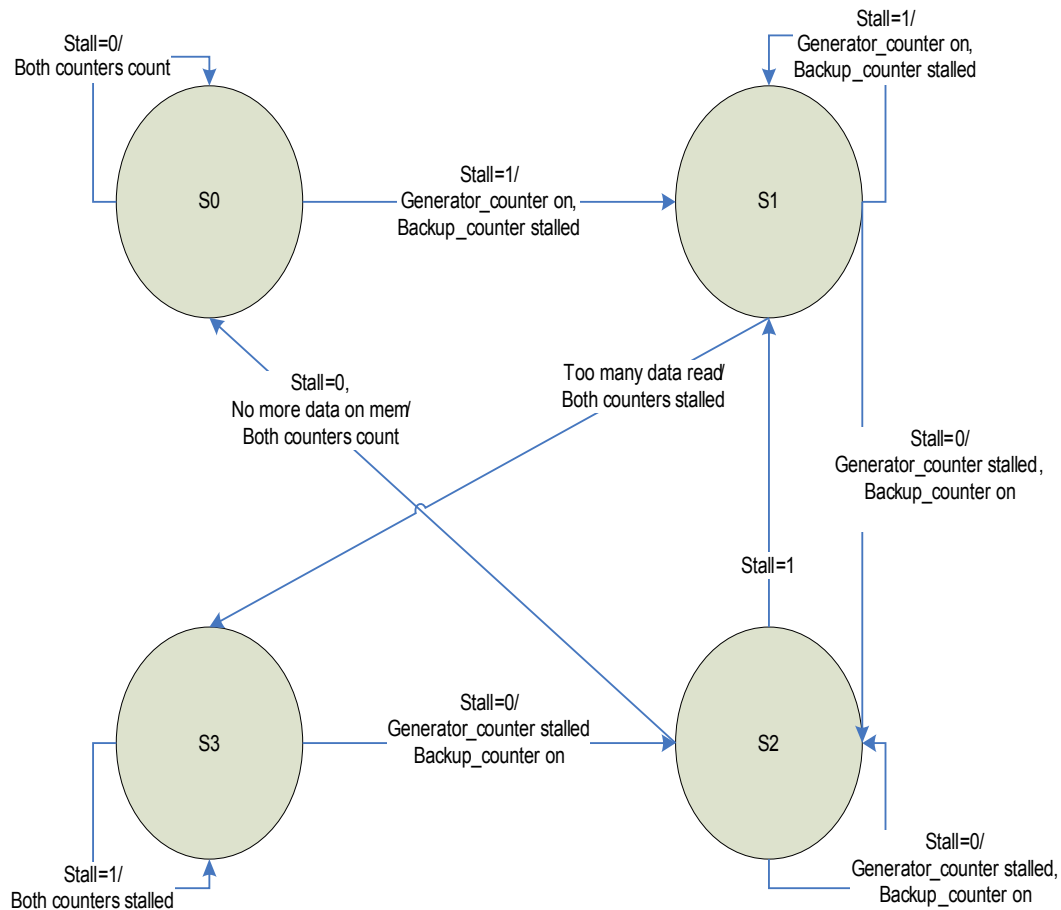 Stall=0/
Both counters count
Stall=1/
Generator_counter on,
Backup_counter stalled
S0
Stall=1/
Generator_counter on,
Backup_counter stalled
S1
Stall=0,
No more data on mem/
Both counters count
Too many data read/
Both counters stalled
Stall=0/
Generator_counter stalled,
Backup_counter on
Stall=1
S3
Stall=0/
Generator_counter stalled
Backup_counter on
S2
Stall=1/
Both counters stalled
Stall=0/
Generator_counter stalled,
Backup_counter on